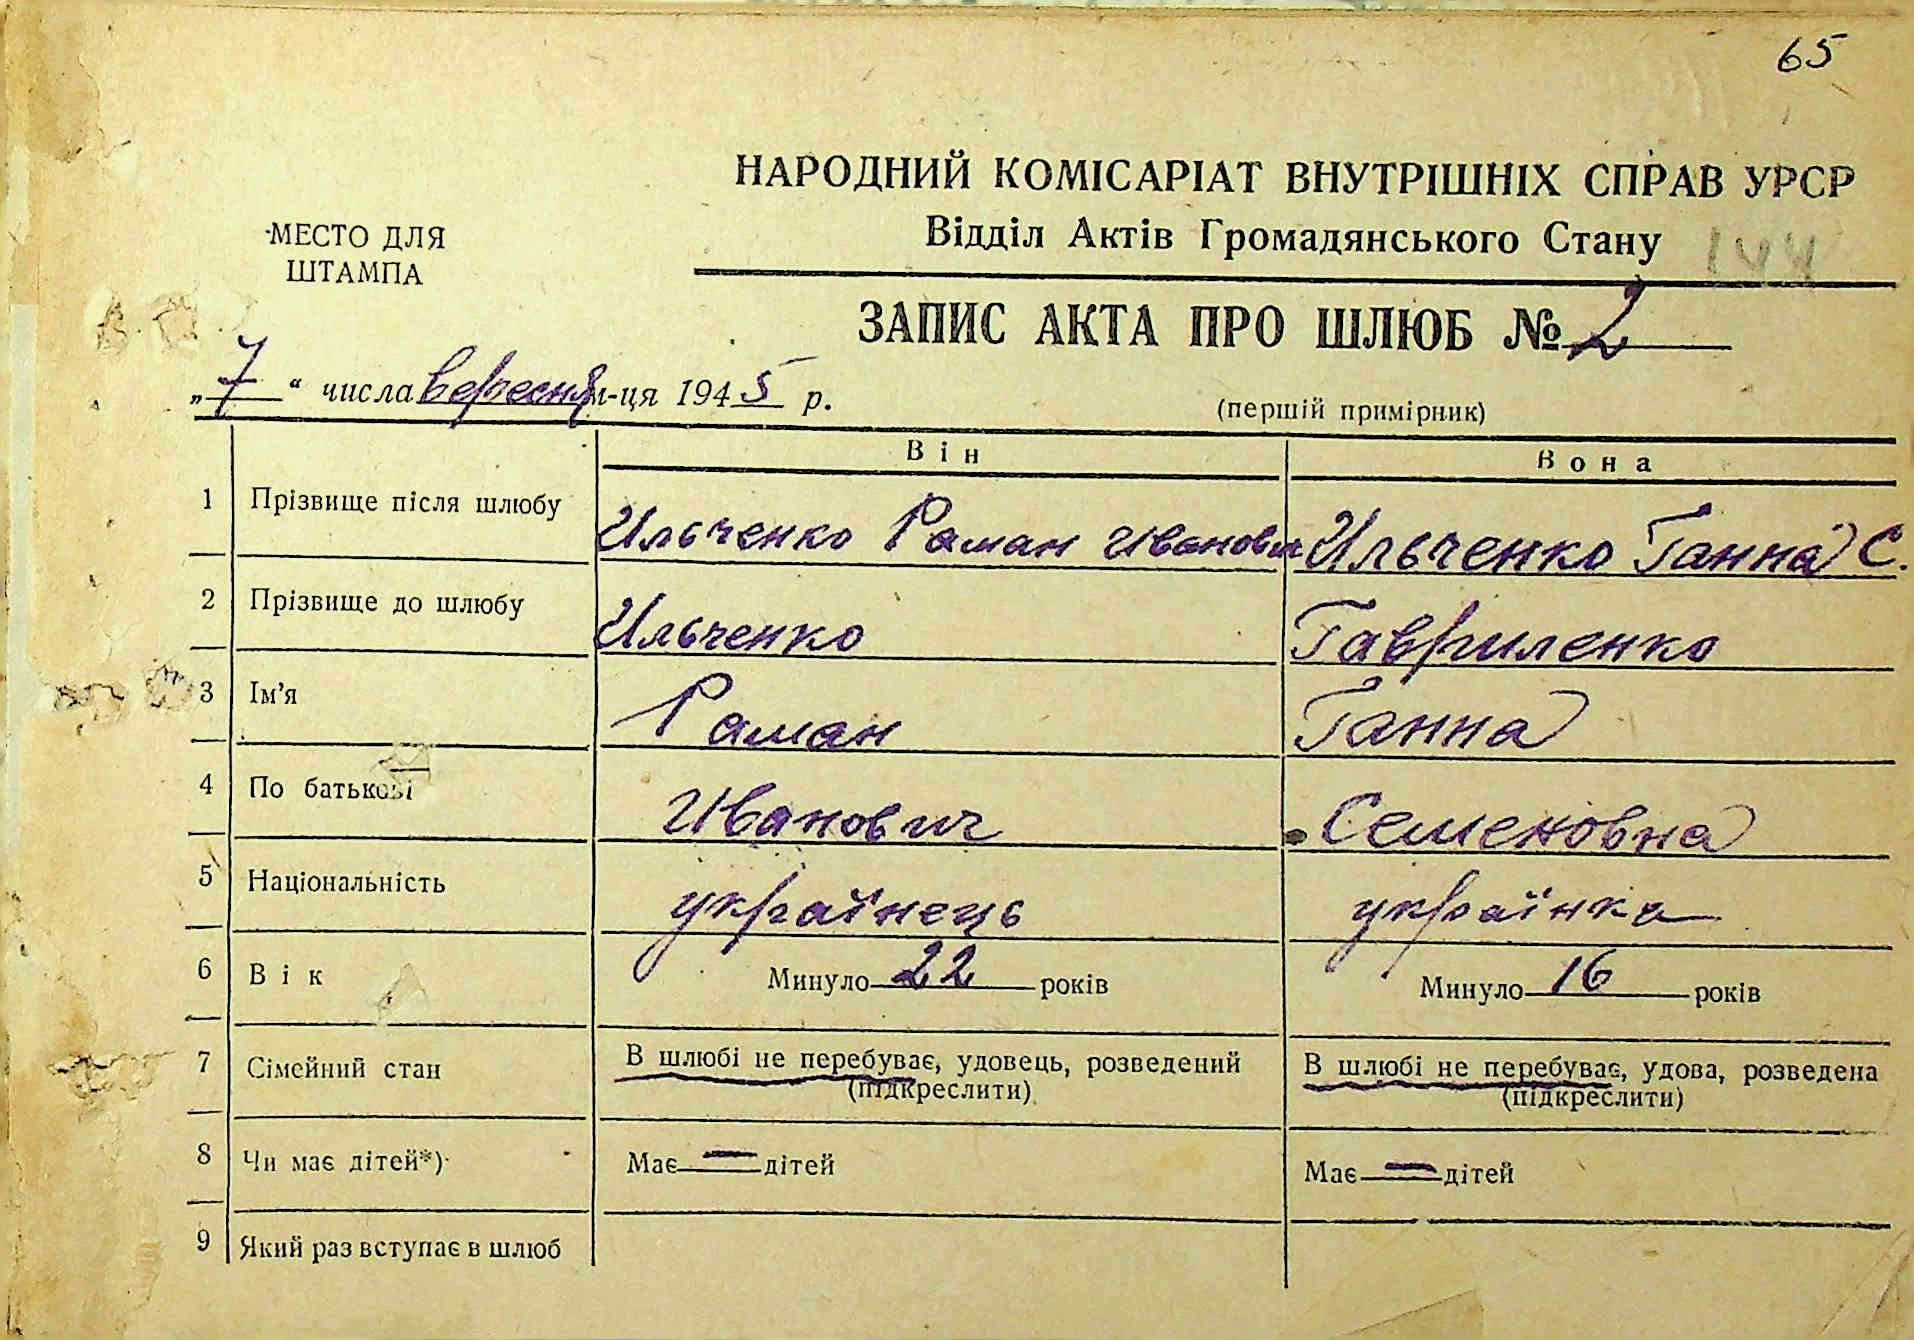 65
НАРОДНИЙ КОМІСАРІАТ ВНУТРІШНІХ СПРАВ УРСР
МЕСТО ДЛЯ
ШТАМПА
Відділ Актів Громадянського Стану 144
ЗАПИС АКТА ПРО ШЛЮБ № 2
„7“ числа вересня м-ця 1945 р.
(перший примірник)
Він Вона
1 Прізвище після шлюбу Ильченко Раман Иванови Ильченко Ганна С.
2 Прізвище до шлюбу Ильченко Гавриленко
3 Ім'я Раман Ганна
4 По батькові Иванович Семеновна
5 Національність українець українка
6 Вік Минуло 22 років Минуло 16 років
7 Сімейний стан В шлюбі не перебуває, удовець, розведений В шлюбі не перебуває, удова, розведена
(підкреслити) (підкреслити)
8 Чи має дітей*) Має — дітей Має — дітей
9 Який раз вступає в шлюб